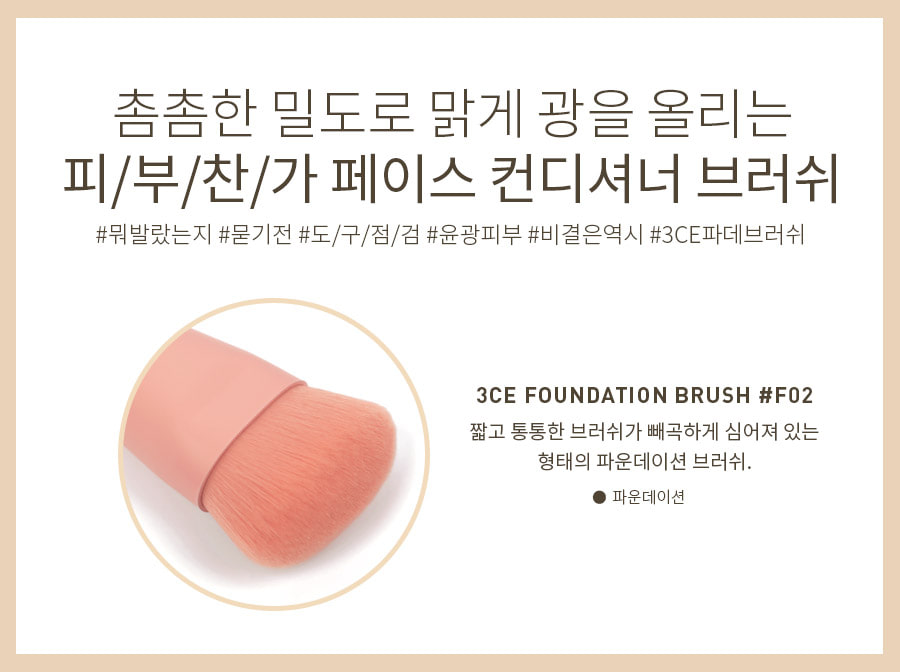 촘촘한 밀도로 맑게 광을 올리는
피/부/찬/가 페이스 컨디셔너 브러쉬
#뭐발랐는지 #묻기전 #도/구/점/검 #윤광피부 #비결은역시 #3CE파데브러쉬
3CE FOUNDATION BRUSH #F02
짧고 통통한 브러쉬가 빼곡하게 심어져 있는
형태의 파운데이션 브러쉬.
● 파운데이션